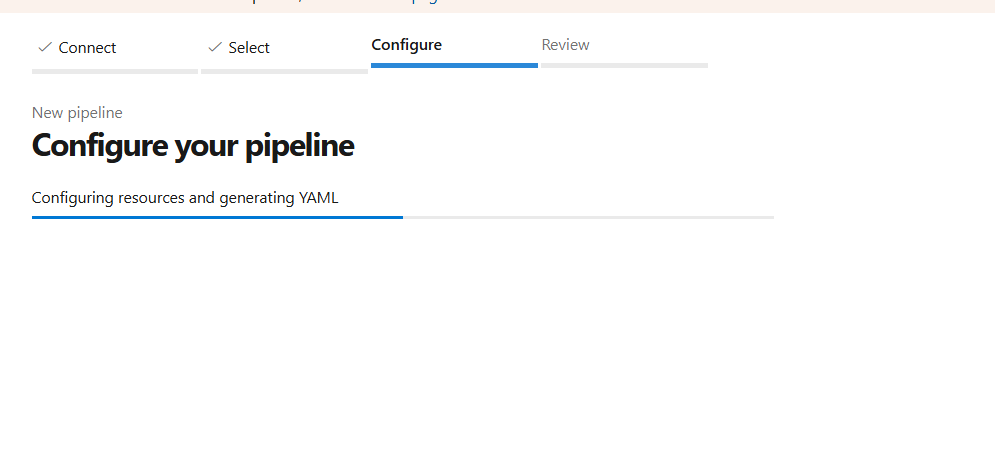 Connect
Select
Configure
Review
New pipeline
Configure your pipeline
Configuring resources and generating YAML